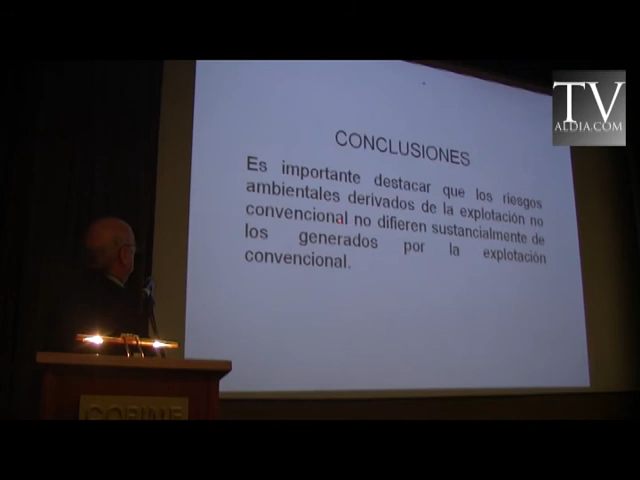 TV
ALDIA.COM
CONCLUSIONES
Es importante destacar que los riesgos
ambientales derivados de la explotación no
convencional no difieren sustancialmente de
los generados por la explotación
convencional.